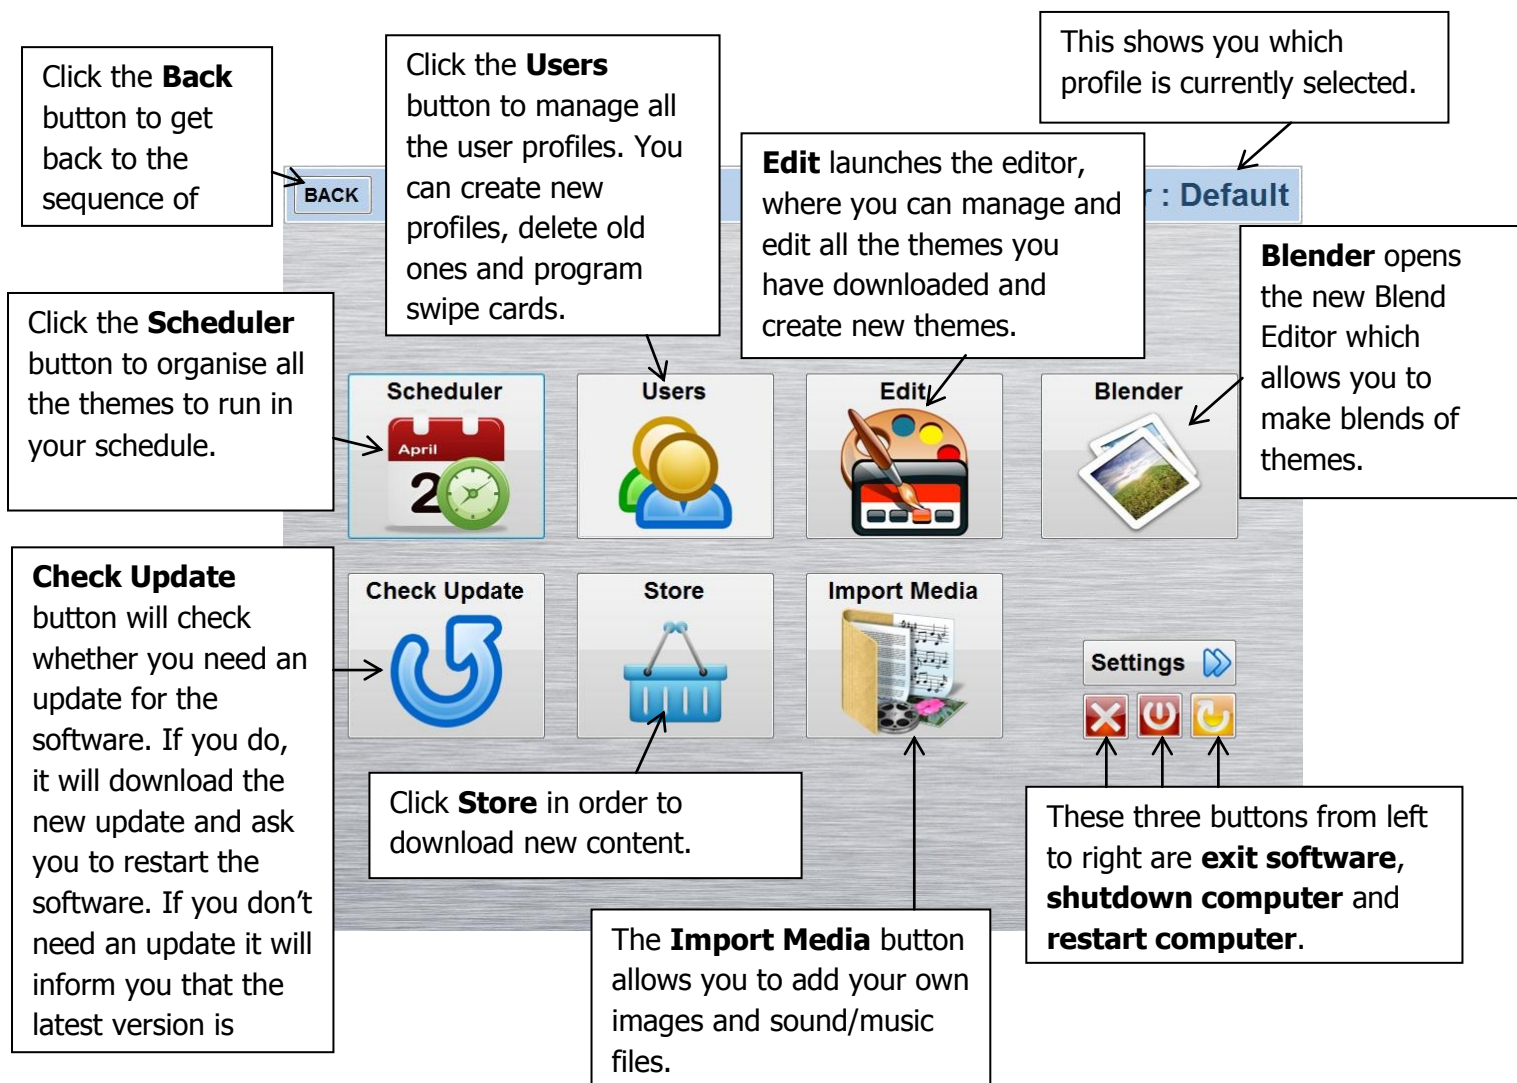 Click the Back
button to get
back to the
sequence of
Click the Users
button to manage all
the user profiles. You
can create new
profiles, delete old
ones and program
swipe cards.
This shows you which
profile is currently selected.
Edit launches the editor,
where you can manage and
edit all the themes you
have downloaded and
create new themes.
BACK
r : Default
Blender opens
the new Blend
Editor which
allows you to
make blends of
themes.
Click the Scheduler
button to organise all
the themes to run in
your schedule.
Scheduler
April
2
Users
Edit
Blender
Check Update
button will check
whether you need an
update for the
software. If you do,
it will download the
new update and ask
you to restart the
software. If you don’t
need an update it will
inform you that the
latest version is
Check Update
Store
Import Media
Settings
Click Store in order to
download new content.
These three buttons from left
to right are exit software,
shutdown computer and
restart computer.
The Import Media button
allows you to add your own
images and sound/music
files.